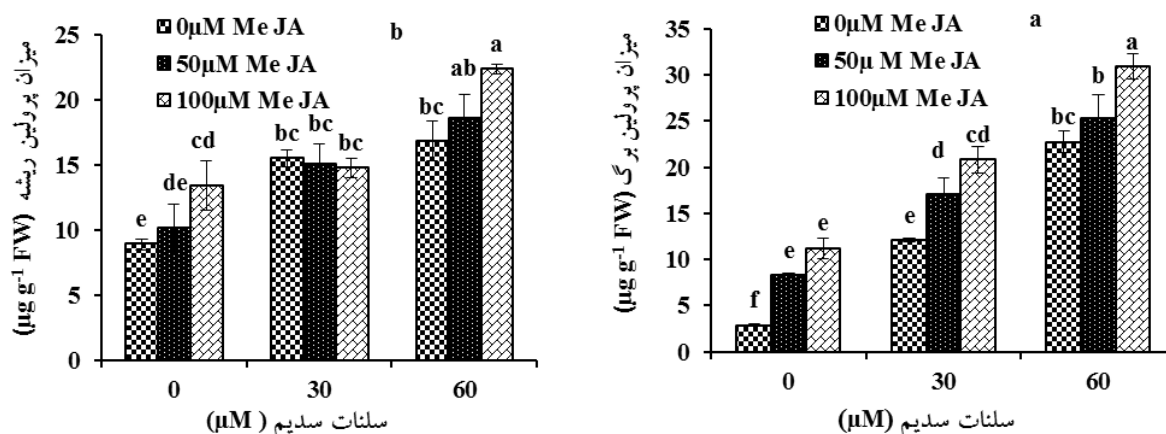 0µM Me JA
50µM Me JA
100µM Me JA
b
میزان پرولین ریشه
(µg g-1 FW)
25
20
15
10
5
0
e
de
cd
bc
bc
bc
bc
ab
a
0
30
60
سلنات سدیم ( µM)
0µM Me JA
50µ M Me JA
100µM Me JA
a
میزان پرولین برگ
(µg g-1 FW)
35
30
25
20
15
10
5
0
f
e
e
e
d
cd
bc
b
a
0
30
60
سلنات سدیم (µM)